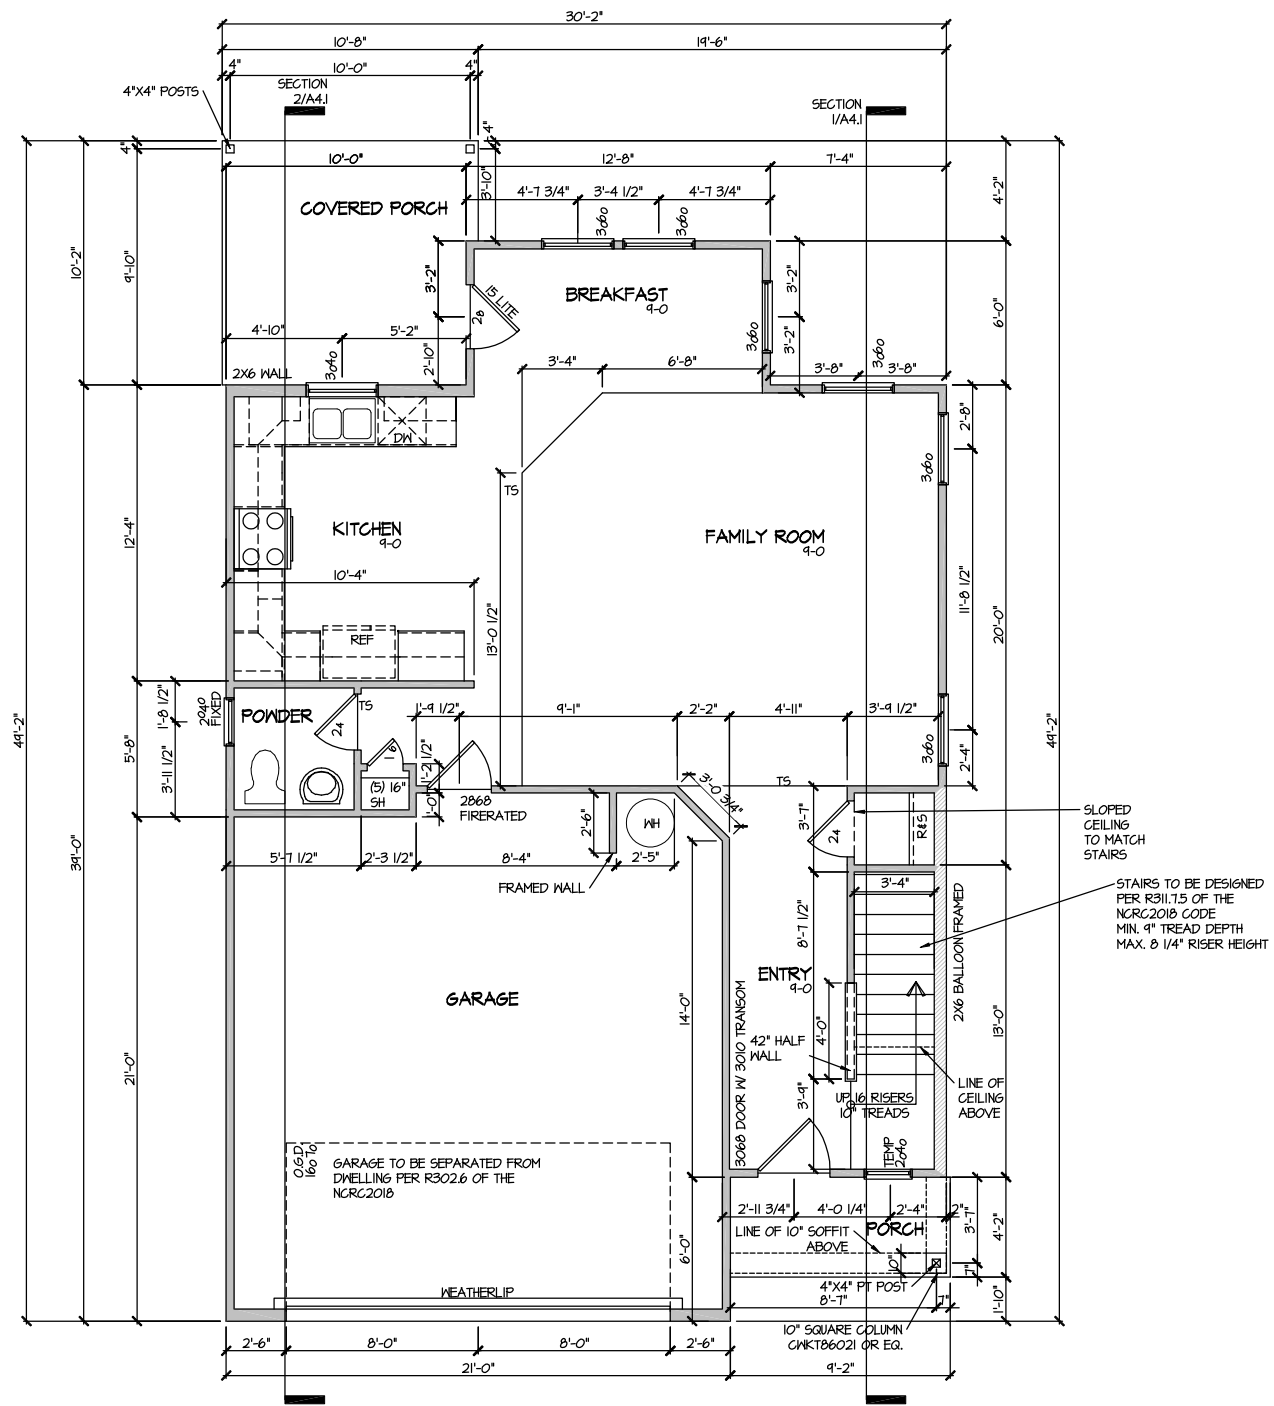 30'-2"
10'-8"
19'-6"
4"
10'-0"
4"
SECTION
2/A4.1
4"X4" POSTS
SECTION
1/A4.1
4"
4"
10'-0"
12'-8"
7'-4"
3'-10"
4'-7 3/4"
3'-4 1/2"
4'-7 3/4"
4'-2"
COVERED PORCH
3060
3060
10'-2"
9'-10"
3'-2"
15 LITE
28
BREAKFAST
9-0
3'-2"
6'-0"
4'-10"
5'-2"
2'-10"
3060
3'-2"
3040
3060
2X6 WALL
3'-4"
6'-8"
3'-8"
3'-8"
DW
2'-8"
3060
TS
12'-4"
KITCHEN
9-0
FAMILY ROOM
9-0
10'-4"
11'-8 1/2"
20'-0"
13'-0 1/2"
REF
49'-2"
49'-2"
2040
FIXED
1'-8 1/2"
POWDER
TS
24
1'-9 1/2"
9'-1"
2'-2"
4'-11"
3'-9 1/2"
5'-8"
3'-11 1/2"
16
1'-2 1/2"
3060
2'-4"
(5) 16"
SH
1'-0"
2868
FIRERATED
3'-0 3/4"
TS
2'-6"
WH
3'-7"
24
R&S
SLOPED
CEILING
TO MATCH
STAIRS
39'-0"
5'-7 1/2"
2'-3 1/2"
8'-4"
2'-5"
FRAMED WALL
3'-4"
STAIRS TO BE DESIGNED
PER R311.7.5 OF THE
NCRC2018 CODE
MIN. 9" TREAD DEPTH
MAX. 8 1/4" RISER HEIGHT
8'-7 1/2"
2X6 BALLOON FRAMED
ENTRY
9-0
GARAGE
14'-0"
3068 DOOR W/ 3010 TRANSOM
42" HALF
WALL
4'-0"
13'-0"
21'-0"
LINE OF
CEILING
ABOVE
3'-9"
UP 16 RISERS
10" TREADS
O.G.D.
16070
GARAGE TO BE SEPARATED FROM
DWELLING PER R302.6 OF THE
NCRC2018
TEMP
2040
2'-11 3/4"
4'-0 1/4"
2'-4"
2"
PORCH
LINE OF 10" SOFFIT
ABOVE
3'-7"
4'-2"
6'-0"
10"
7"
4"X4" PT POST
WEATHERLIP
8'-7"
7"
1'-10"
10" SQUARE COLUMN
CWKT86021 OR EQ.
2'-6"
8'-0"
8'-0"
2'-6"
21'-0"
9'-2"